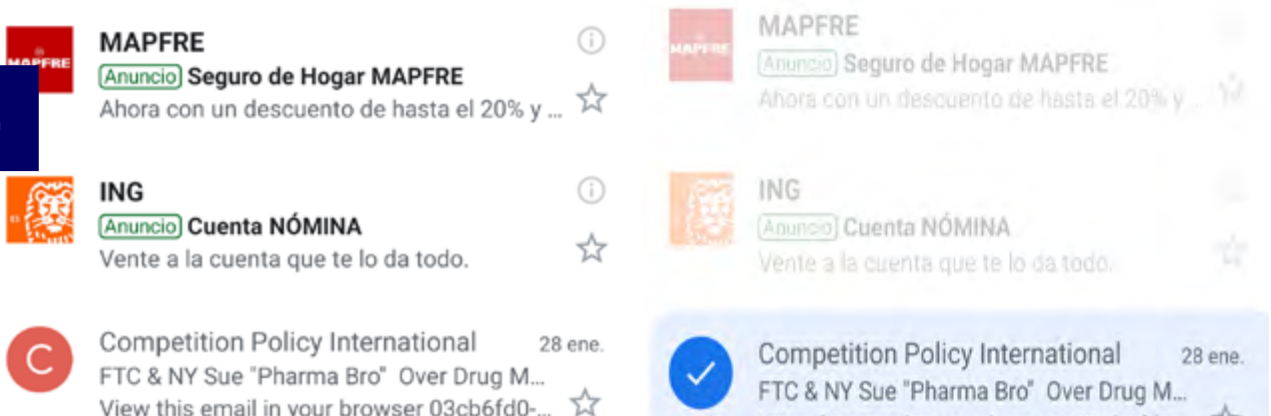 MAPFRE
MAPFRE
Anuncio Seguro de Hogar MAPFRE
Ahora con un descuento de hasta el 20% y ...
ES
ING
Anuncio Cuenta NÓMINA
Vente a la cuenta que te lo da todo.
C
Competition Policy International 28 ene.
FTC & NY Sue "Pharma Bro" Over Drug M...
View this email in your browser 03cb6fd0-...
MAPFRE
MAPFRE
Anuncio Seguro de Hogar MAPFRE
Ahora con un descuento de hasta el 20% y ...
ING
Anuncio Cuenta NÓMINA
Vente a la cuenta que te lo da todo.
Competition Policy International 28 ene.
FTC & NY Sue "Pharma Bro" Over Drug M...